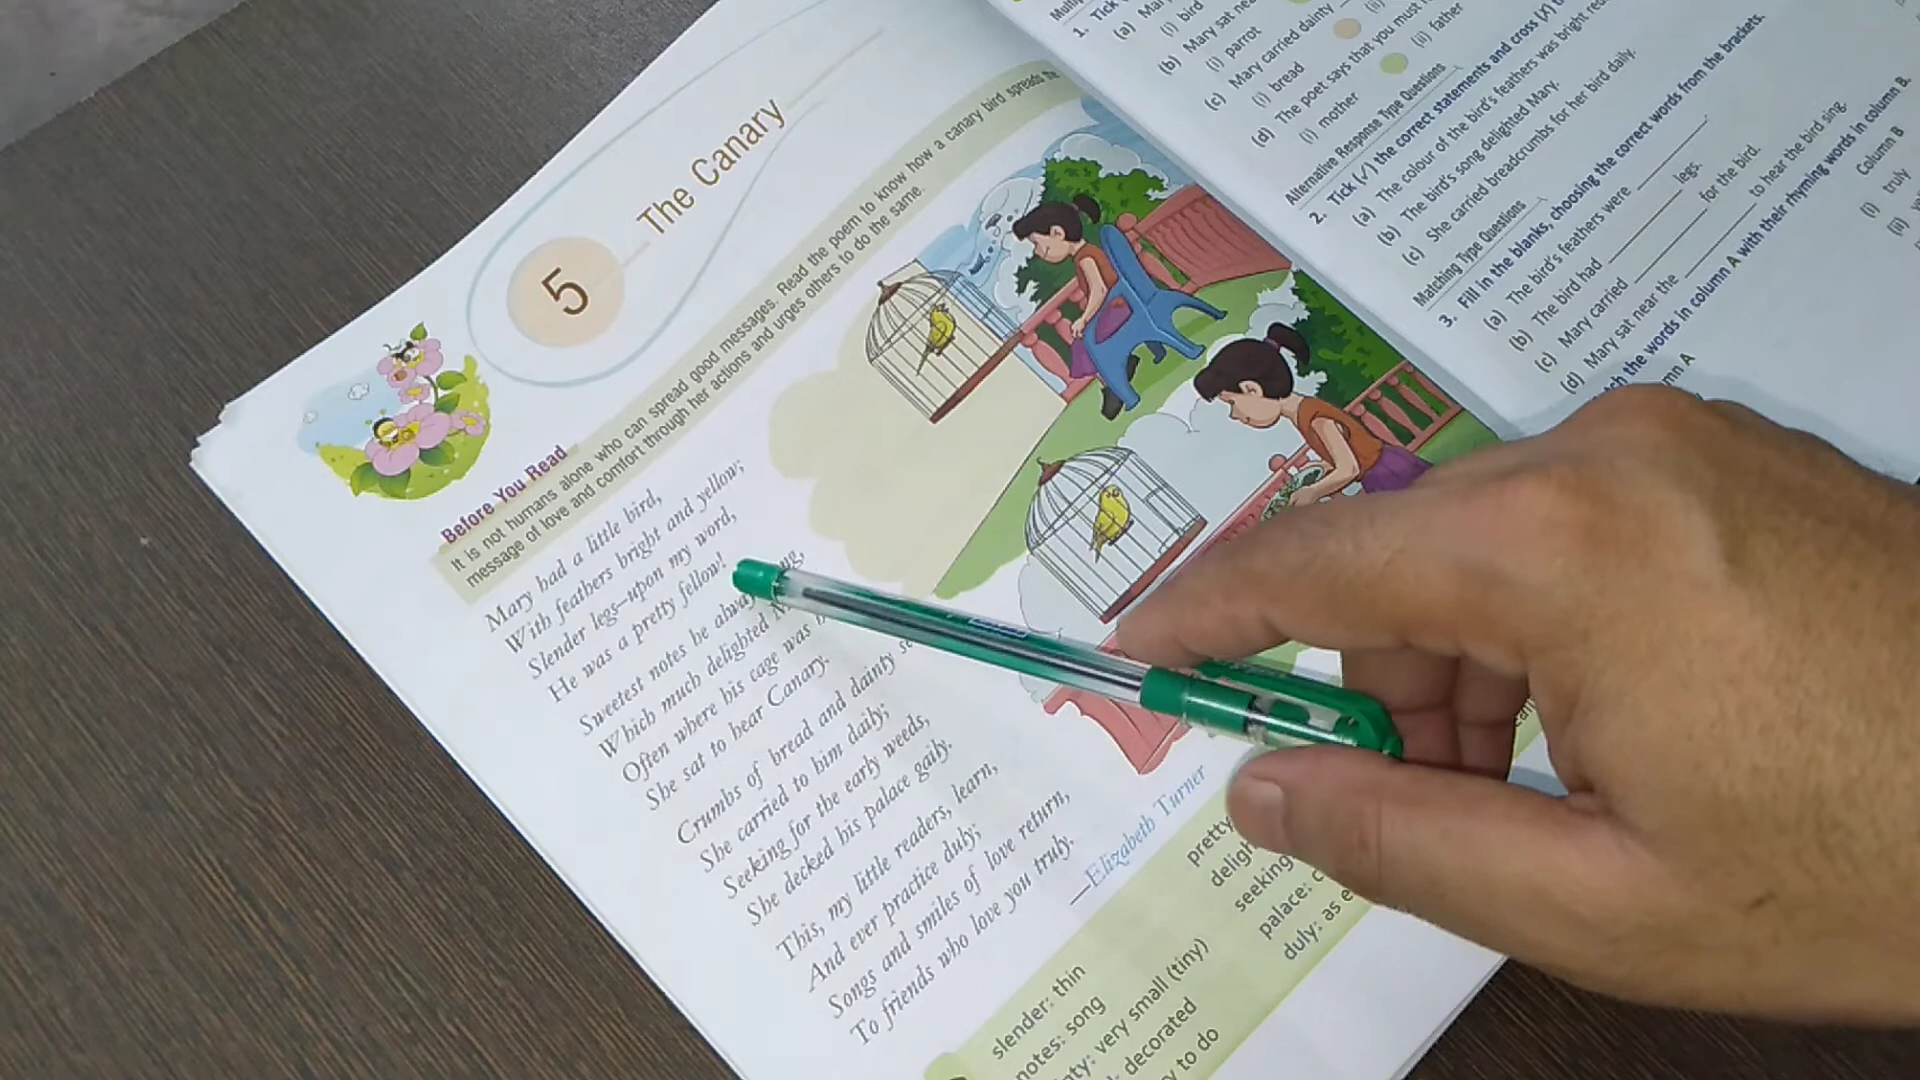 5
The Canary
Before You Read
It is not humans alone who can spread good messages. Read the poem to know how a canary bird spreads the
message of love and comfort through her actions and urges others to do the same.
Mary had a little bird,
With feathers bright and yellow;
Slender legs–upon my word,
He was a pretty fellow!
Sweetest notes he
Which much delighted
Often where his cage was
She sat to hear Canary.
Crumbs of bread and dainty
She carried to him daily;
Seeking for the early weeds,
She decked his palace gaily.
This, my little readers, learn,
And ever practice duly;
Songs and smiles of love return,
To friends who love you truly.
—Elizabeth Turner
slender: thin
notes: song
very small (tiny)
decorated
to do
pretty
seeking
palace:
duly: as
1. Tick
(a)
(i) bird
(b) Mary sat
(i) parrot
(c) Mary carried dainty
(i) bread
(ii)
(d) The poet says that you must
(i) mother
(ii) father
Alternative Response Type Questions
2. Tick (✓) the correct statements and cross (✗)
(a) The colour of the bird's feathers was bright
(b) The bird's song delighted Mary.
(c) She carried breadcrumbs for her bird daily.
Matching Type Questions
3. Fill in the blanks, choosing the correct words from the brackets.
(a) The bird's feathers were
(b) The bird had legs.
(c) Mary carried for the bird.
(d) Mary sat near the to hear the bird sing.
the words in column A with their rhyming words in column B.
Column B
(i) truly
(ii)